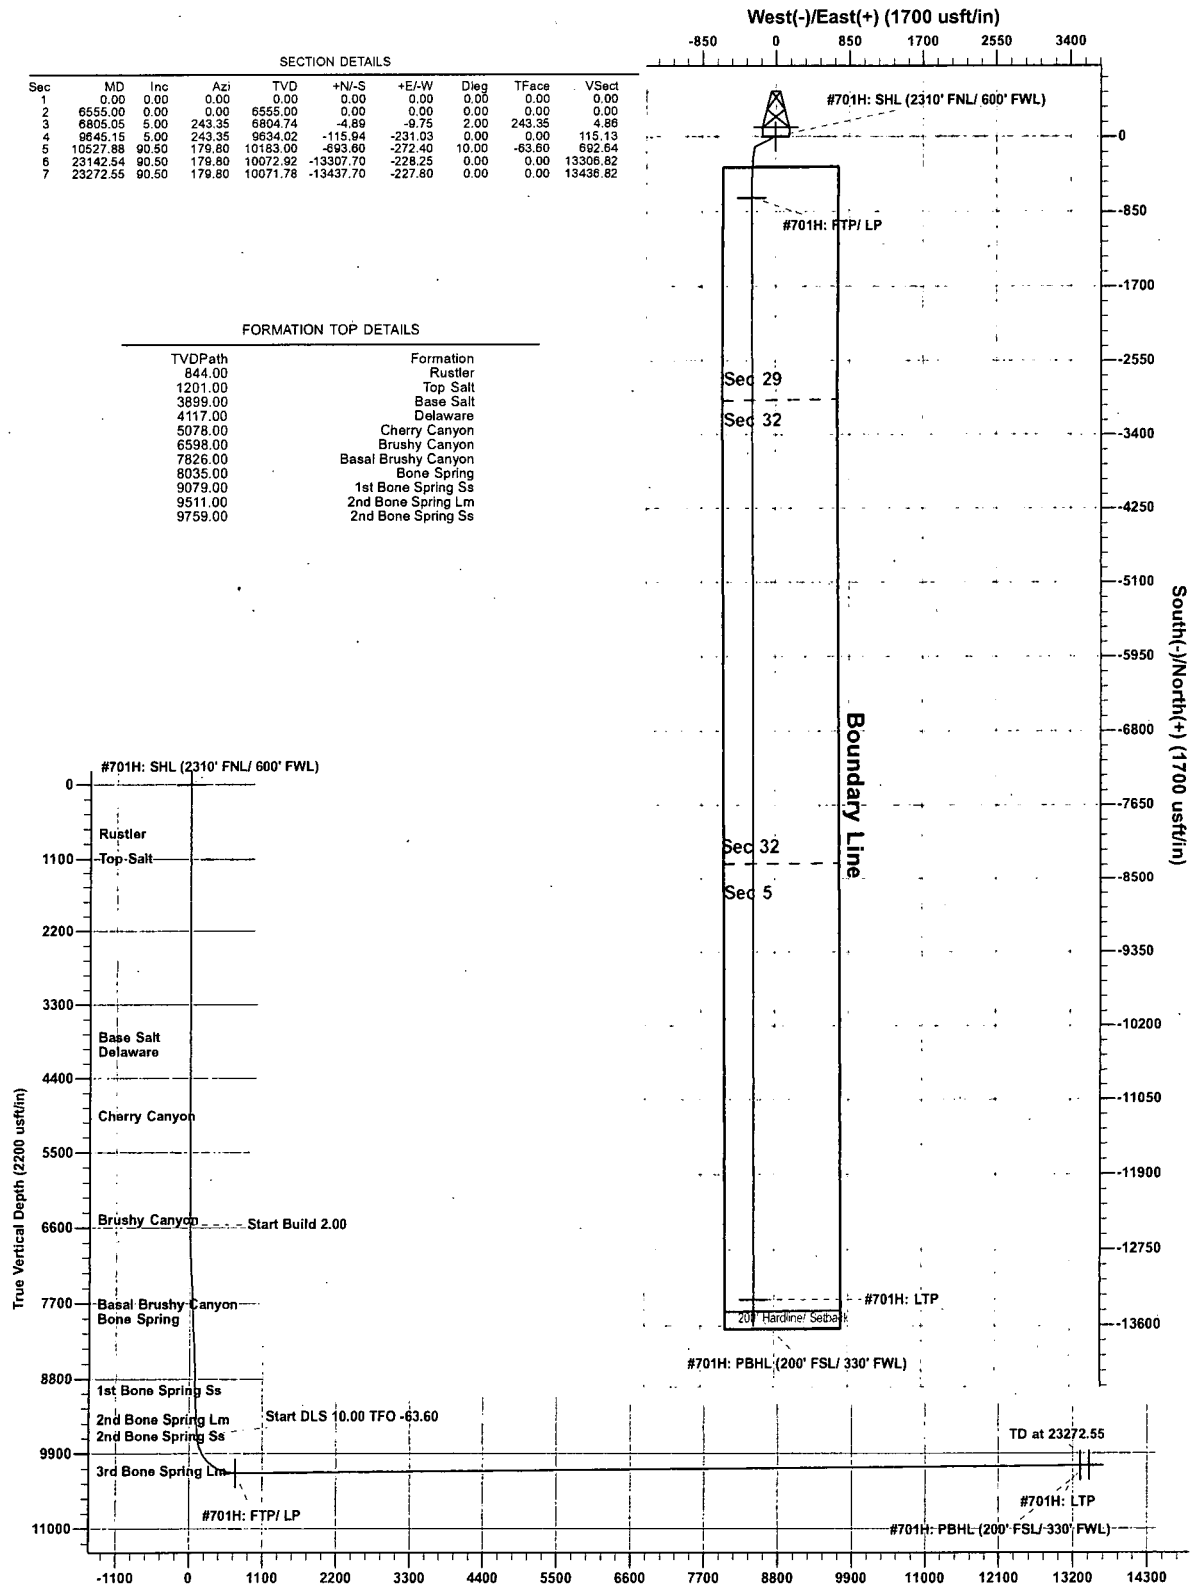 West(-)/East(+) (1700 usft/in)
-850 0 850 1700 2550 3400
SECTION DETAILS
Sec MD Inc Azi TVD +N/-S +E/-W Dleg TFace VSect
1 0.00 0.00 0.00 0.00 0.00 0.00 0.00 0.00 0.00
2 6555.00 0.00 0.00 6555.00 0.00 0.00 0.00 0.00 0.00
3 6805.05 5.00 243.35 6804.74 -4.89 -9.75 2.00 243.35 4.86
4 9645.15 5.00 243.35 9634.02 -115.94 -231.03 0.00 0.00 115.13
5 10527.88 90.50 179.80 10183.00 -693.60 -272.40 10.00 -63.60 692.64
6 23142.54 90.50 179.80 10072.92 -13307.70 -228.25 0.00 0.00 13306.82
7 23272.55 90.50 179.80 10071.78 -13437.70 -227.80 0.00 0.00 13436.82
#701H: SHL (2310' FNL/ 600' FWL)
#701H: FTP/ LP
FORMATION TOP DETAILS
TVDPath Formation
844.00 Rustler
1201.00 Top Salt
3899.00 Base Salt
4117.00 Delaware
5078.00 Cherry Canyon
6598.00 Brushy Canyon
7826.00 Basal Brushy Canyon
8035.00 Bone Spring
9079.00 1st Bone Spring Ss
9511.00 2nd Bone Spring Lm
9759.00 2nd Bone Spring Ss
Sec 29
Sec 32
Sec 32
Sec 5
Boundary Line
200' Hardline/ Setback
#701H: LTP
#701H: PBHL (200' FSL/ 330' FWL)
0
-850
-1700
-2550
-3400
-4250
-5100
-5950
-6800
-7650
-8500
-9350
-10200
-11050
-11900
-12750
-13600
South(-)/North(+) (1700 usft/in)
#701H: SHL (2310' FNL/ 600' FWL)
True Vertical Depth (2200 usft/in)
0
1100
2200
3300
4400
5500
6600
7700
8800
9900
11000
Rustler
Top Salt
Base Salt
Delaware
Cherry Canyon
Brushy Canyon
Start Build 2.00
Basal Brushy Canyon
Bone Spring
1st Bone Spring Ss
2nd Bone Spring Lm
2nd Bone Spring Ss
Start DLS 10.00 TFO -63.60
3rd Bone Spring Lm
#701H: FTP/ LP
TD at 23272.55
#701H: LTP
#701H: PBHL (200' FSL/ 330' FWL)
-1100 0 1100 2200 3300 4400 5500 6600 7700 8800 9900 11000 12100 13200 14300